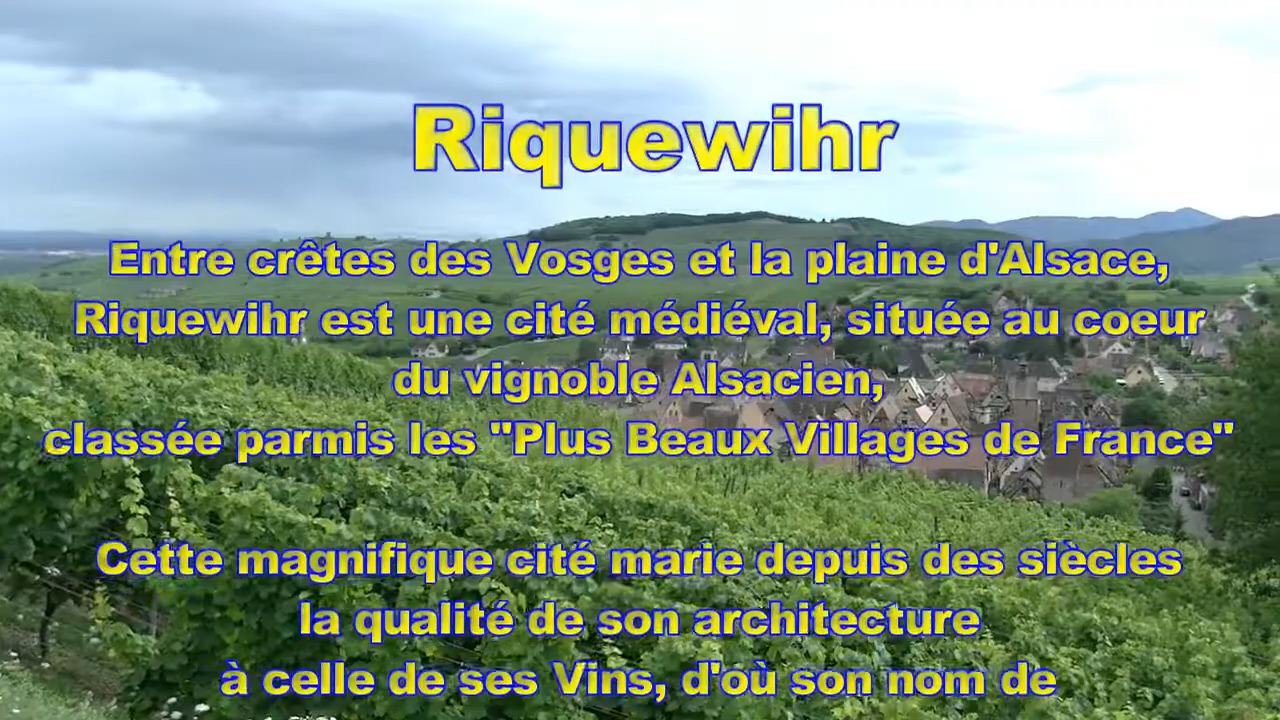 Riquewihr
Entre crêtes des Vosges et la plaine d'Alsace,
Riquewihr est une cité médiéval, située au coeur
du vignoble Alsacien,
classée parmis les "Plus Beaux Villages de France"
Cette magnifique cité marie depuis des siècles
la qualité de son architecture
à celle de ses Vins, d'où son nom de